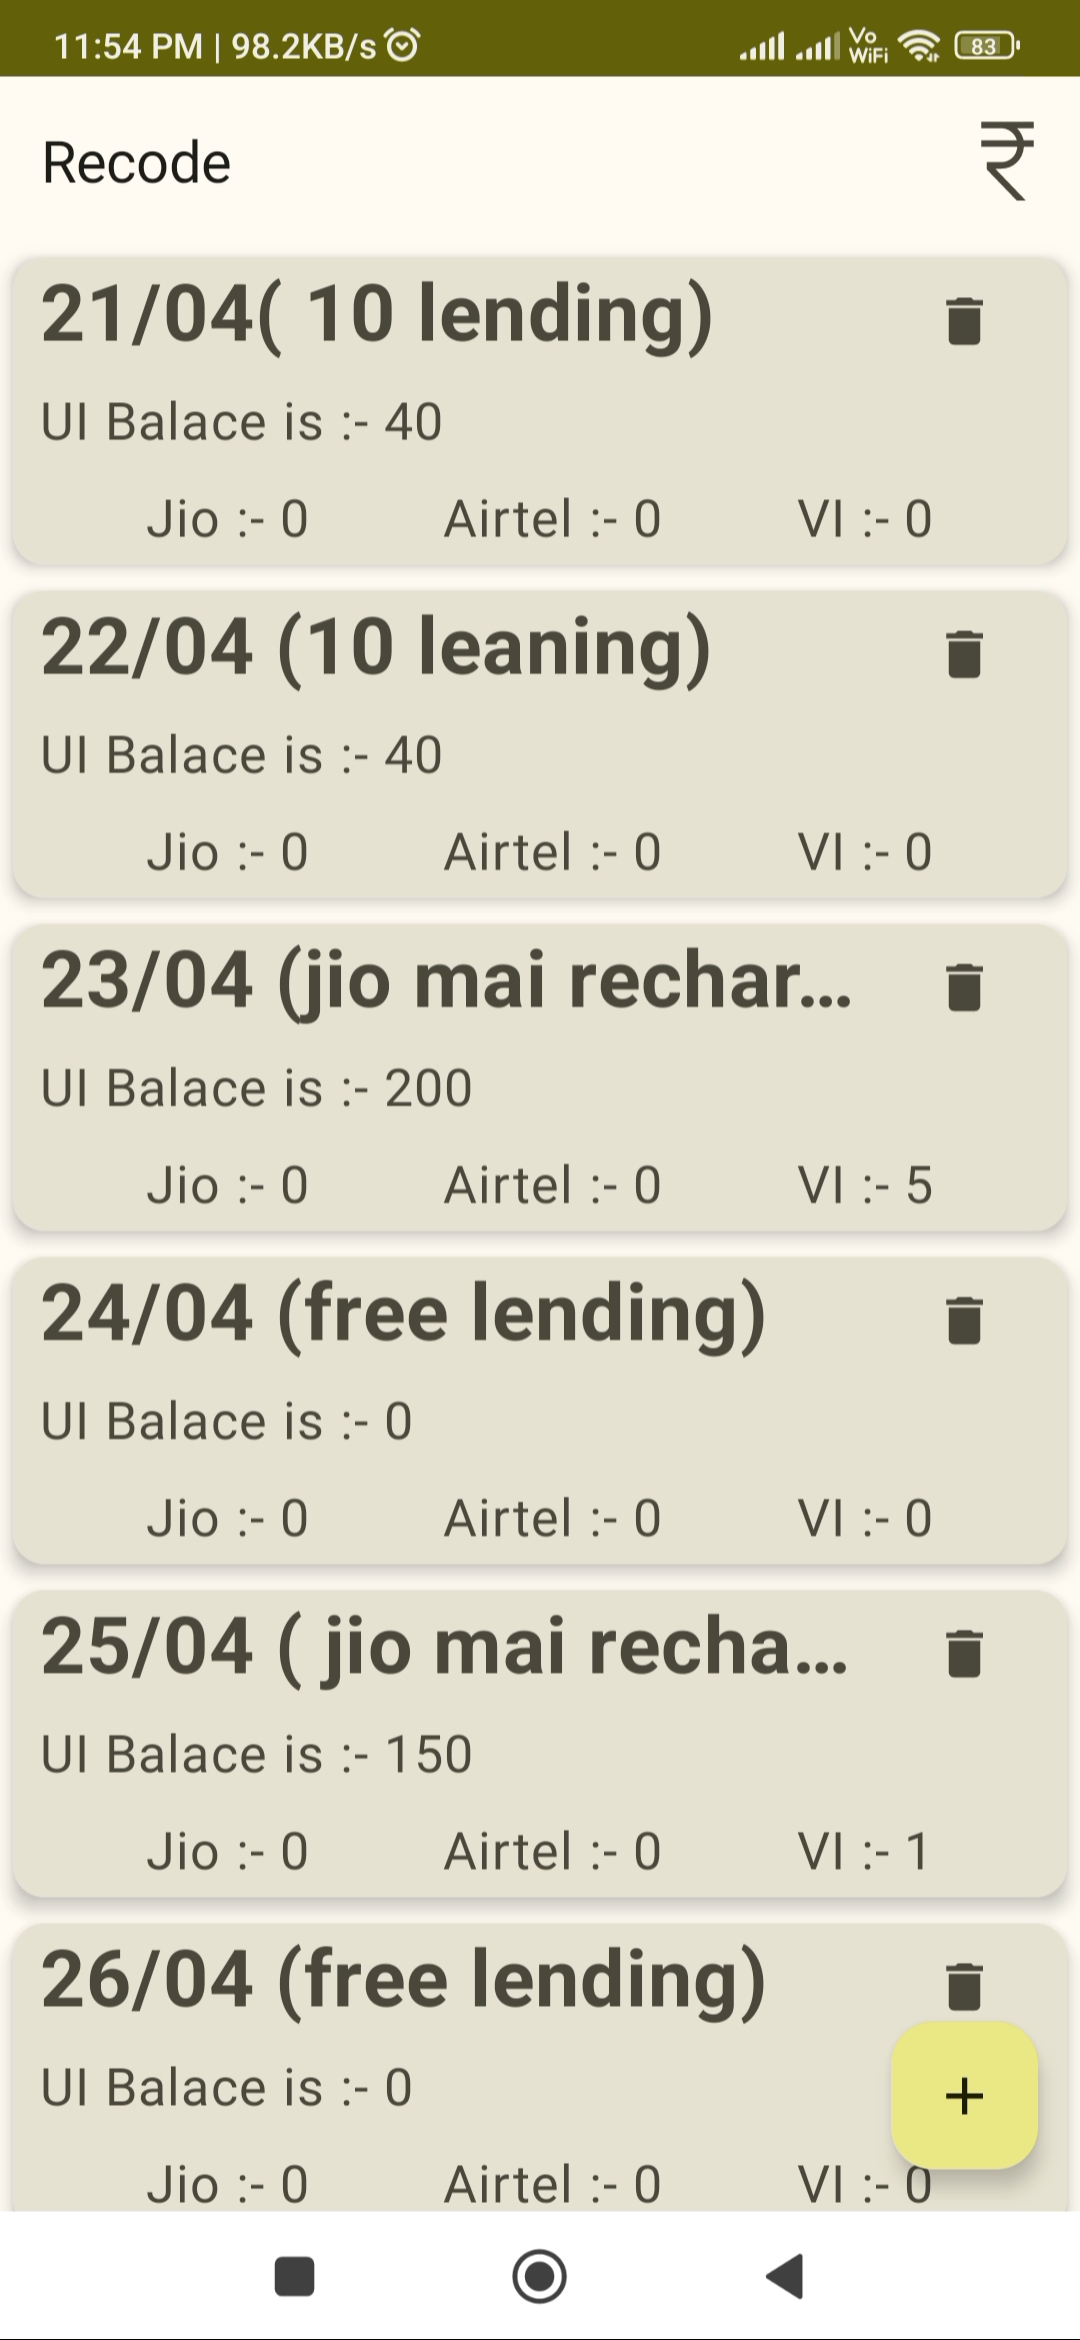 11:54 PM | 98.2KB/s Vo WiFi 83
Recode ₹
21/04( 10 lending)
UI Balace is :- 40
Jio :- 0 Airtel :- 0 VI :- 0
22/04 (10 leaning)
UI Balace is :- 40
Jio :- 0 Airtel :- 0 VI :- 0
23/04 (jio mai rechar...
UI Balace is :- 200
Jio :- 0 Airtel :- 0 VI :- 5
24/04 (free lending)
UI Balace is :- 0
Jio :- 0 Airtel :- 0 VI :- 0
25/04 ( jio mai recha...
UI Balace is :- 150
Jio :- 0 Airtel :- 0 VI :- 1
26/04 (free lending)
UI Balace is :- 0
+
Jio :- 0 Airtel :- 0 VI :- 0